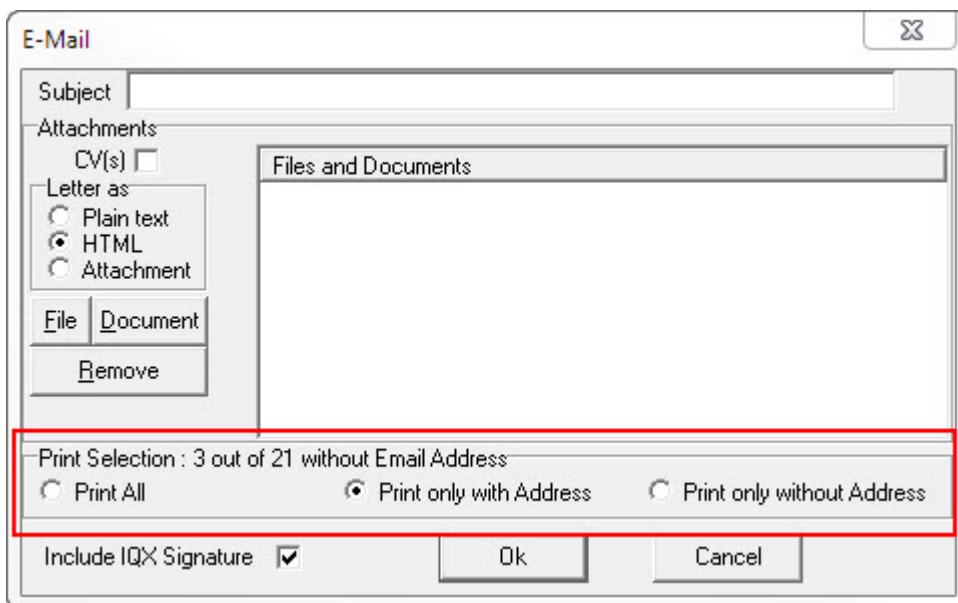 E-Mail
Subject
Attachments
CV(s)
Files and Documents
Letter as
Plain text
HTML
Attachment
File Document
Remove
Print Selection : 3 out of 21 without Email Address
Print All Print only with Address Print only without Address
Include IQX Signature Ok Cancel